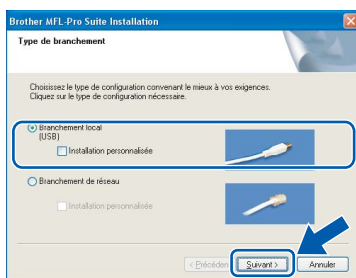 Brother MFL-Pro Suite Installation
Type de branchement
Choisissez le type de configuration convenant le mieux à vos exigences.
Cliquez sur le type de configuration nécessaire.
Branchement local
(USB)
Installation personnalisée
Branchement de réseau
Installation personnalisée
< Précéden
Suivant >
Annuler